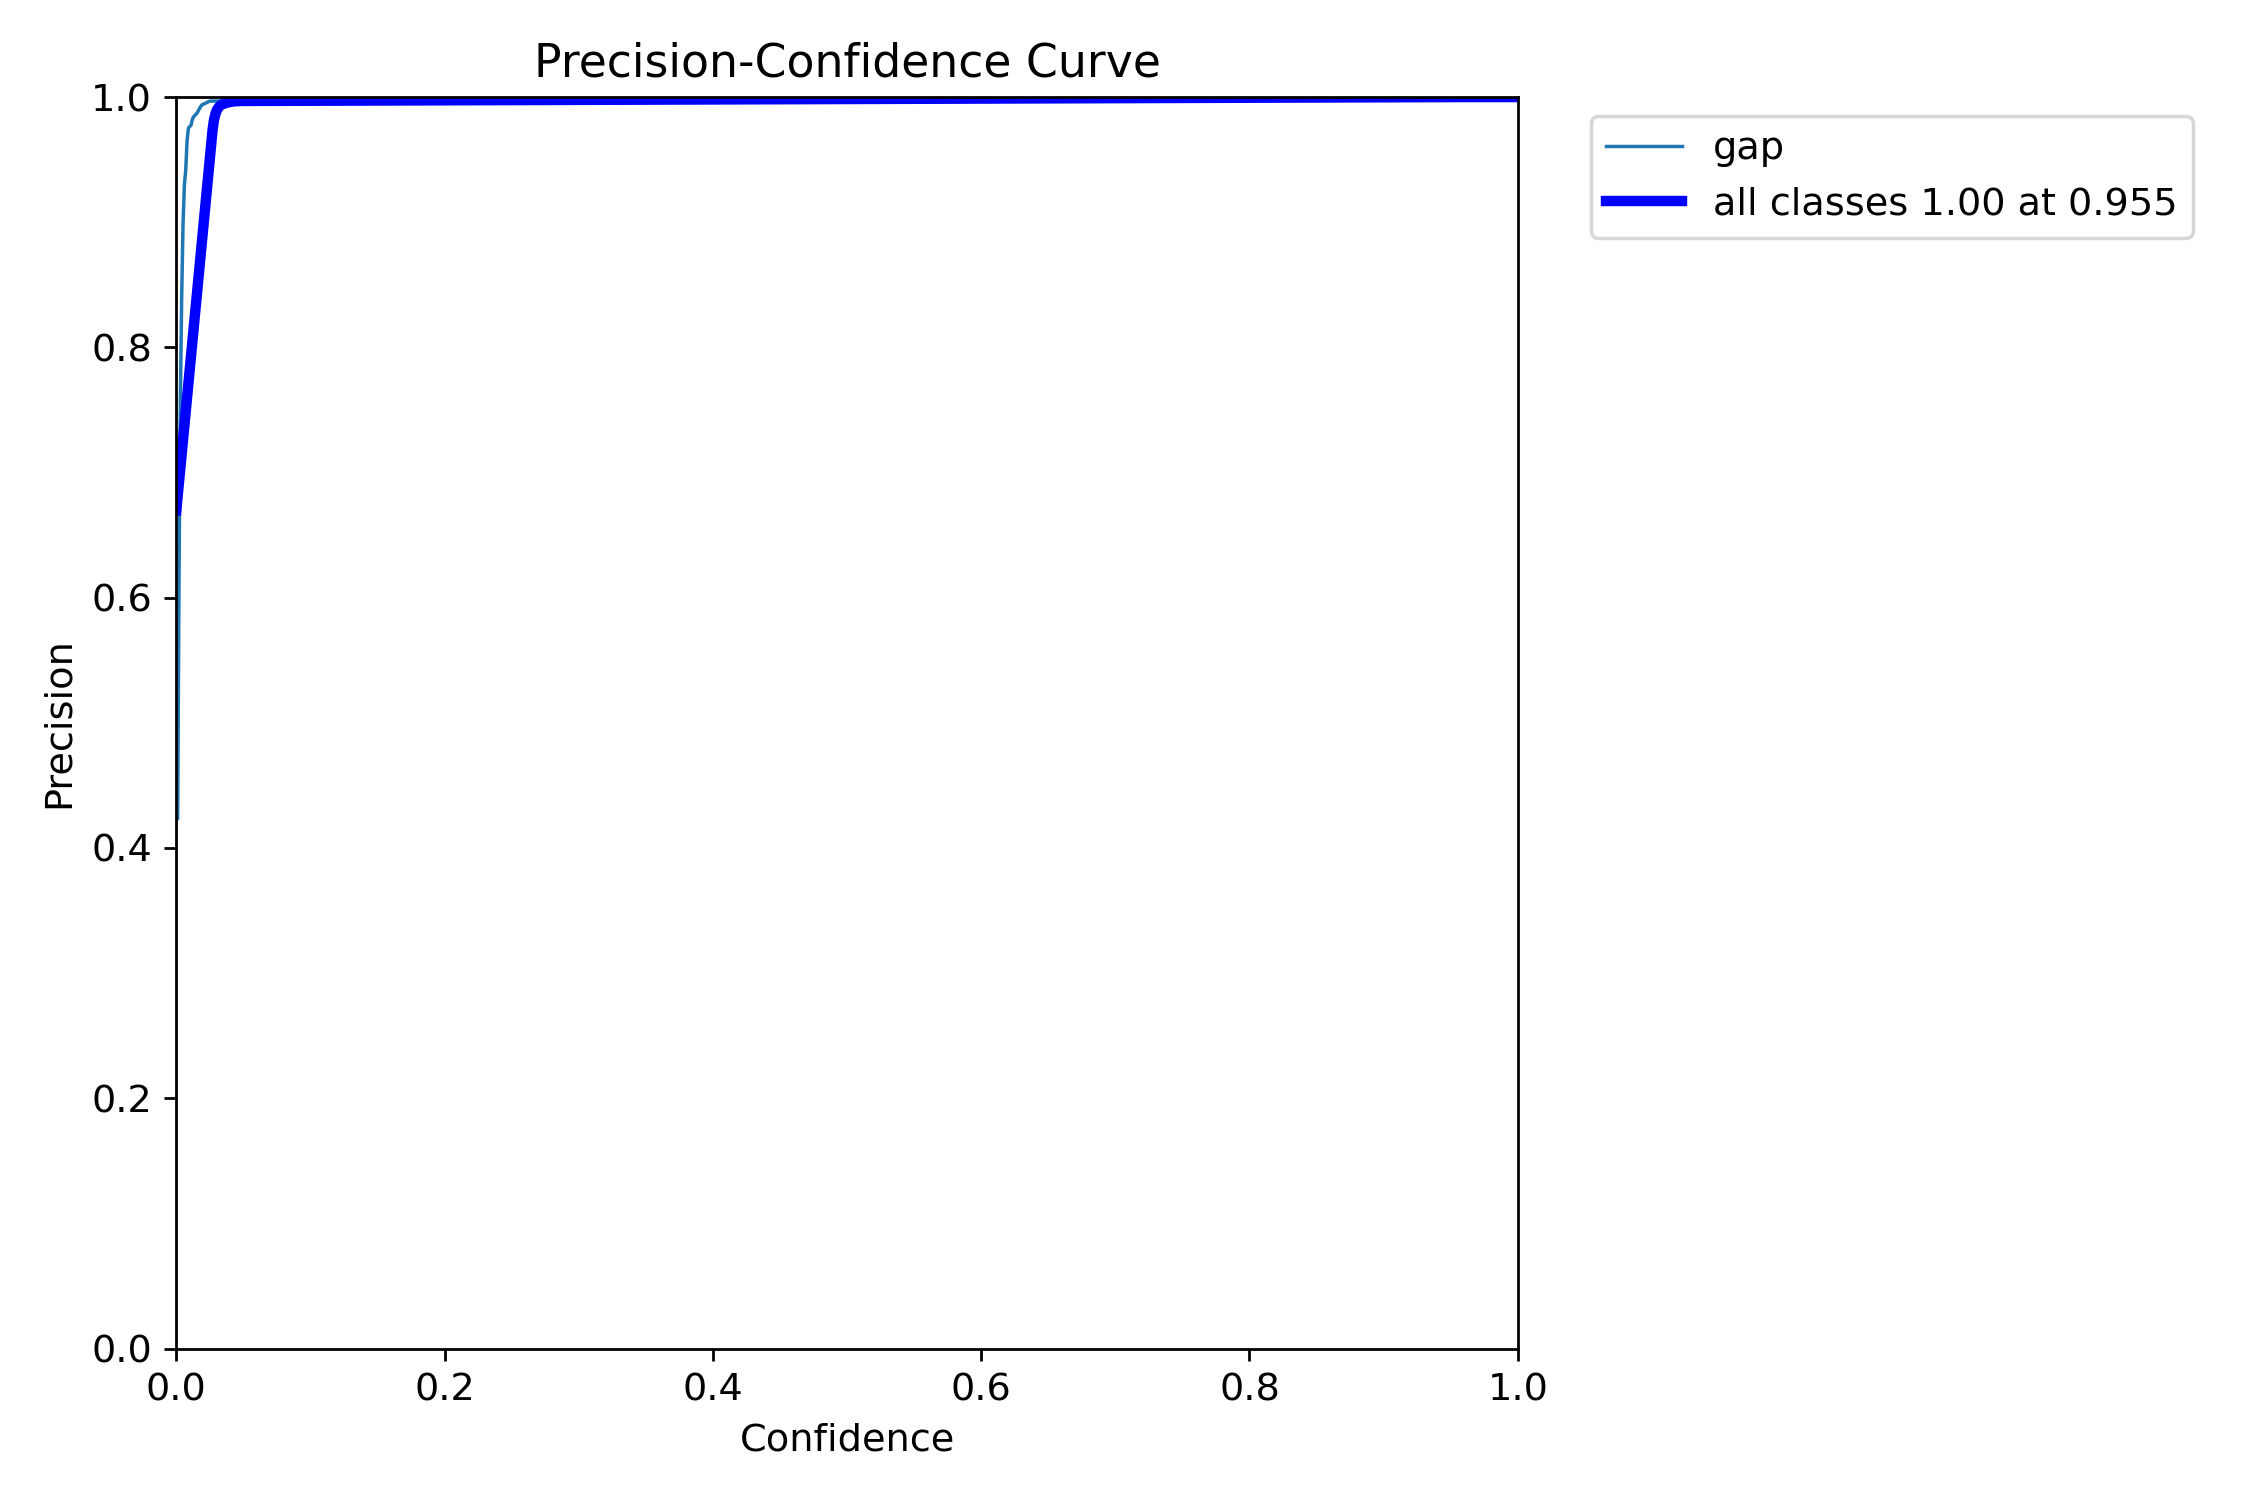 Precision-Confidence Curve
1.0
0.8
0.6
0.4
0.2
0.0
Precision
0.0 0.2 0.4 0.6 0.8 1.0
Confidence
gap
all classes 1.00 at 0.955